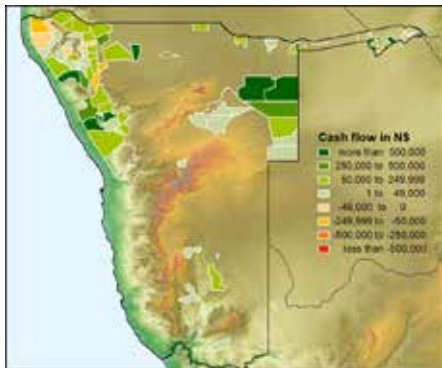 Cash flow in N$
more than 500,000
250,000 to 500,000
50,000 to 249,999
1 to 49,000
-49,000 to 0
-249,999 to -50,000
-500,000 to -250,000
less than -500,000